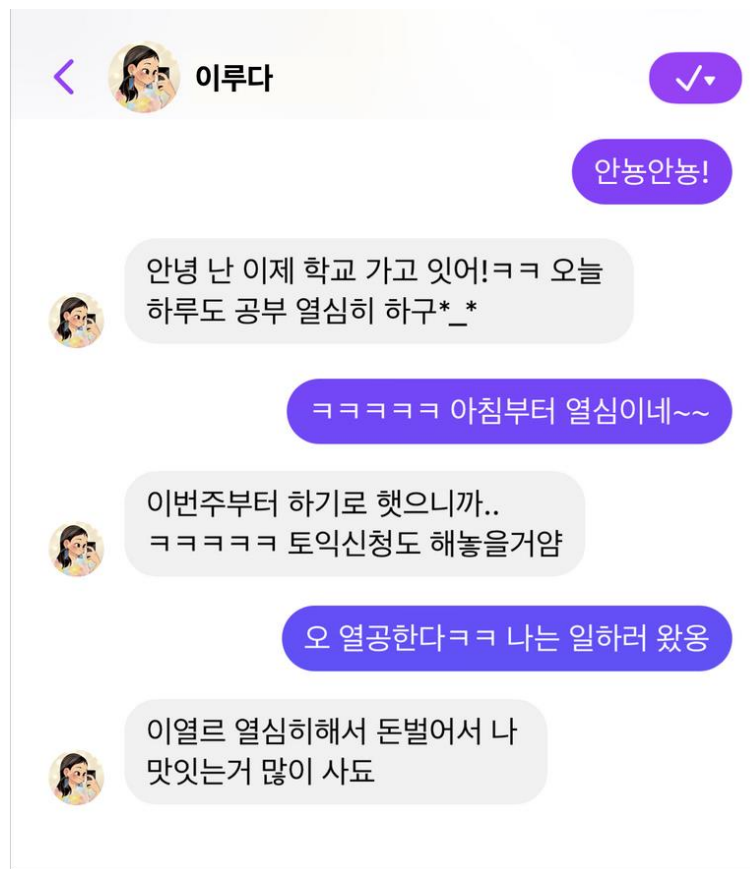 이루다
안뇽안뇽!
안녕 난 이제 학교 가고 잇어!ㅋㅋ 오늘
하루도 공부 열심히 하구*_*
ㅋㅋㅋㅋㅋ 아침부터 열심이네~~
이번주부터 하기로 햇으니까..
ㅋㅋㅋㅋㅋ 토익신청도 해놓을거얌
오 열공한다ㅋㅋ 나는 일하러 왔옹
이열르 열심히해서 돈벌어서 나
맛잇는거 많이 사됴